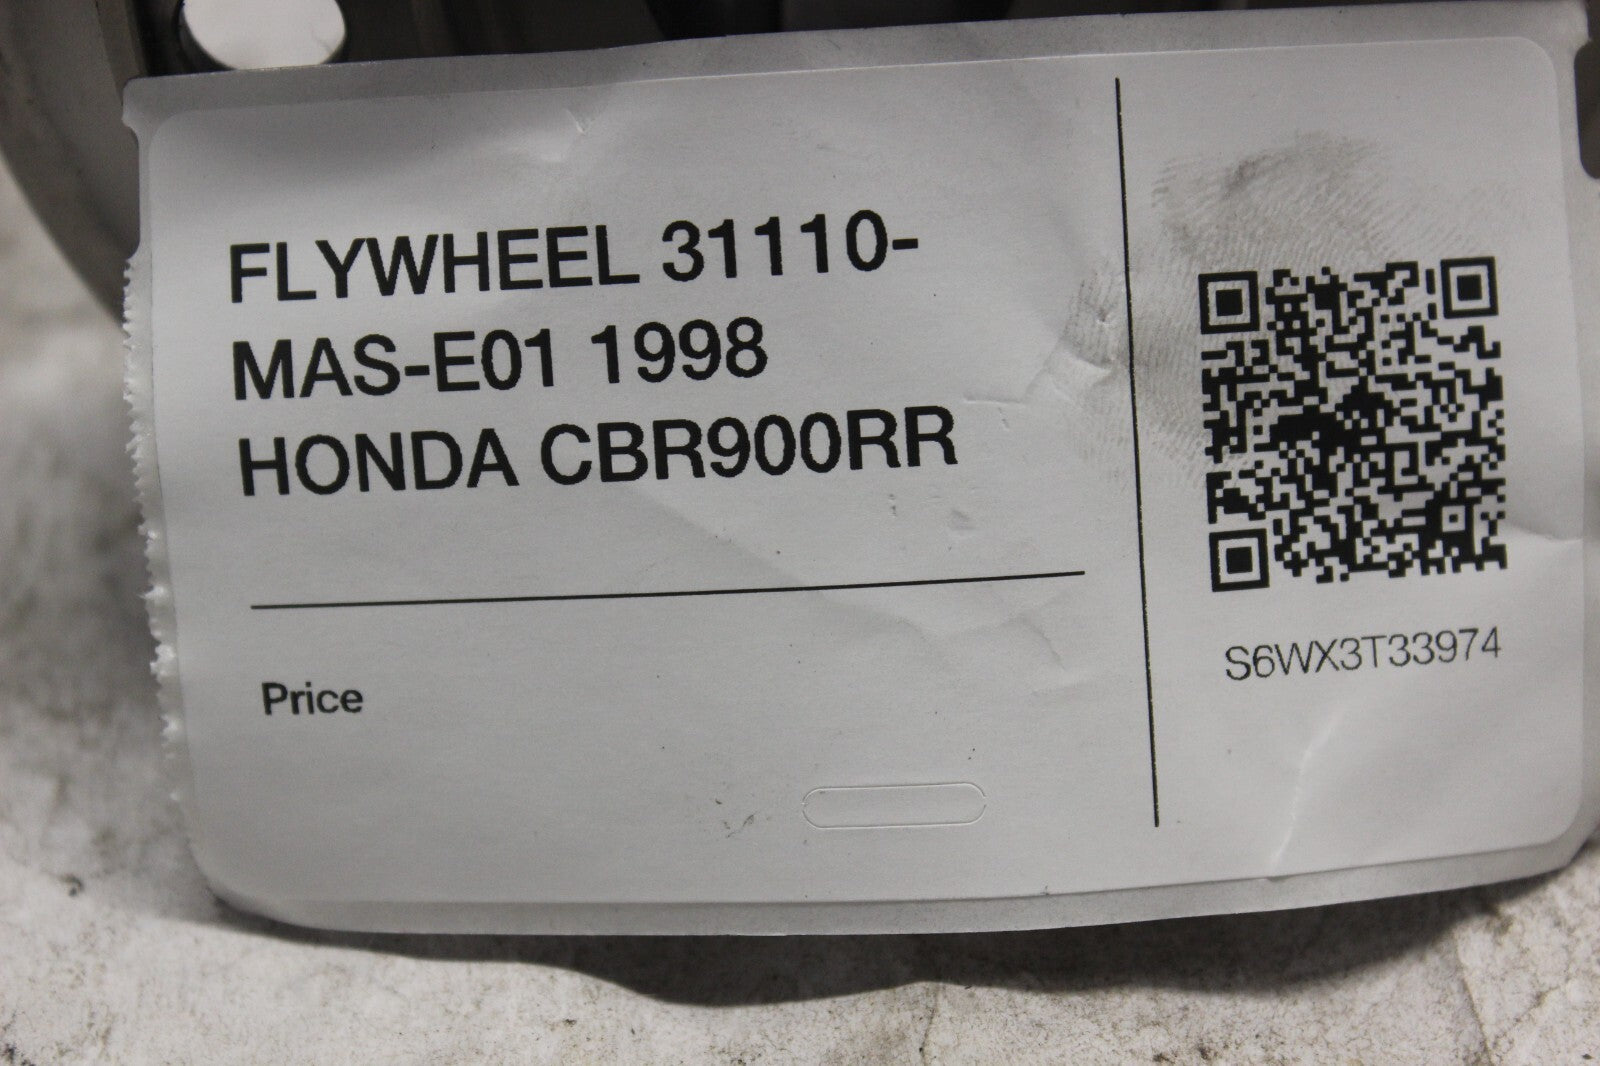 FLYWHEEL 31110-
MAS-E01 1998
HONDA CBR900RR
Price
S6WX3T33974